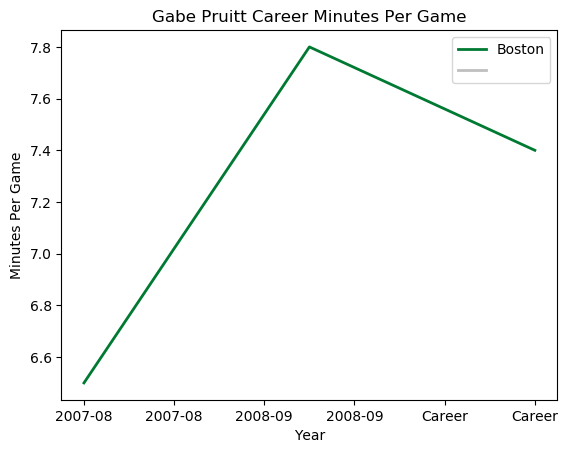 Gabe Pruitt Career Minutes Per Game
Boston
7.8
7.6
7.4
7.2
7.0
6.8
6.6
Minutes Per Game
2007-08 2007-08 2008-09 2008-09 Career Career
Year